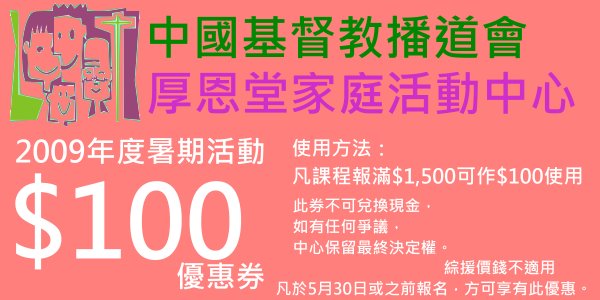 中國基督教播道會
厚恩堂家庭活動中心
2009年度暑期活動
$100
優惠券
使用方法：
凡課程報滿$1,500可作$100使用
此券不可兌換現金，
如有任何爭議，
中心保留最終決定權。
綜援價錢不適用
凡於5月30日或之前報名，方可享有此優惠。